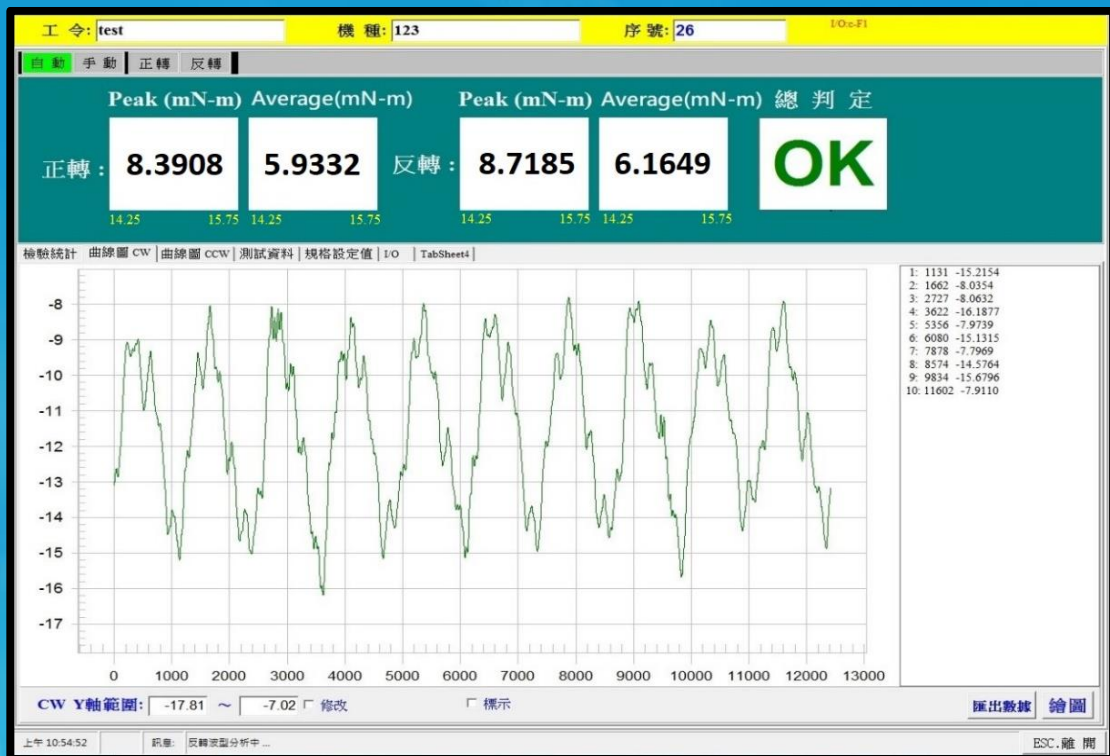 工 令: test 機 種: 123 序 號: 26 I/O:c-F1
自 動 手 動 正 轉 反 轉
Peak (mN-m) Average(mN-m) Peak (mN-m) Average(mN-m) 總 判 定
正轉 : 8.3908 5.9332 反轉 : 8.7185 6.1649 OK
14.25 15.75 14.25 15.75 14.25 15.75 14.25 15.75
檢驗統計 曲線圖 CW 曲線圖 CCW 測試資料 規格設定值 I/O TabSheet4
1: 1131 -15.2154
2: 1662 -8.0354
3: 2727 -8.0632
4: 3622 -16.1877
5: 5356 -7.9739
6: 6080 -15.1315
7: 7878 -7.7969
8: 8574 -14.5764
9: 9834 -15.6796
10: 11602 -7.9110
-8
-9
-10
-11
-12
-13
-14
-15
-16
-17
0 1000 2000 3000 4000 5000 6000 7000 8000 9000 10000 11000 12000 13000
CW Y軸範圍: -17.81 ~ -7.02 修改 標示 匯出數據 繪圖
上午 10:54:52 訊息: 反轉波型分析中 ... ESC.離 開